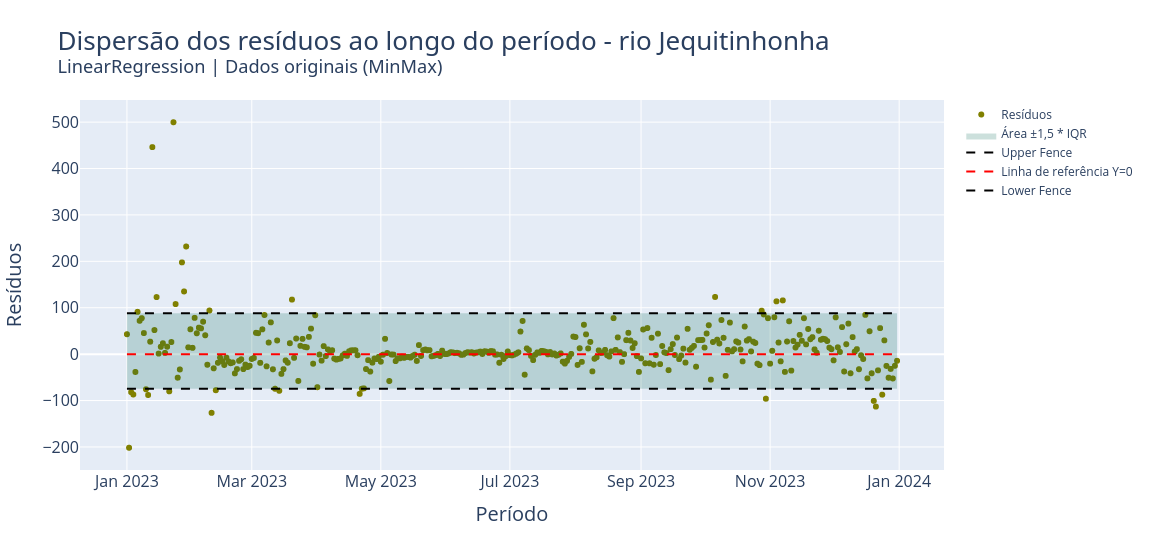 Dispersão dos resíduos ao longo do período - rio Jequitinhonha
LinearRegression | Dados originais (MinMax)
Resíduos
500
400
300
200
100
0
−100
−200
Jan 2023
Mar 2023
May 2023
Jul 2023
Sep 2023
Nov 2023
Jan 2024
Período
Resíduos
Área ±1,5 * IQR
Upper Fence
Linha de referência Y=0
Lower Fence